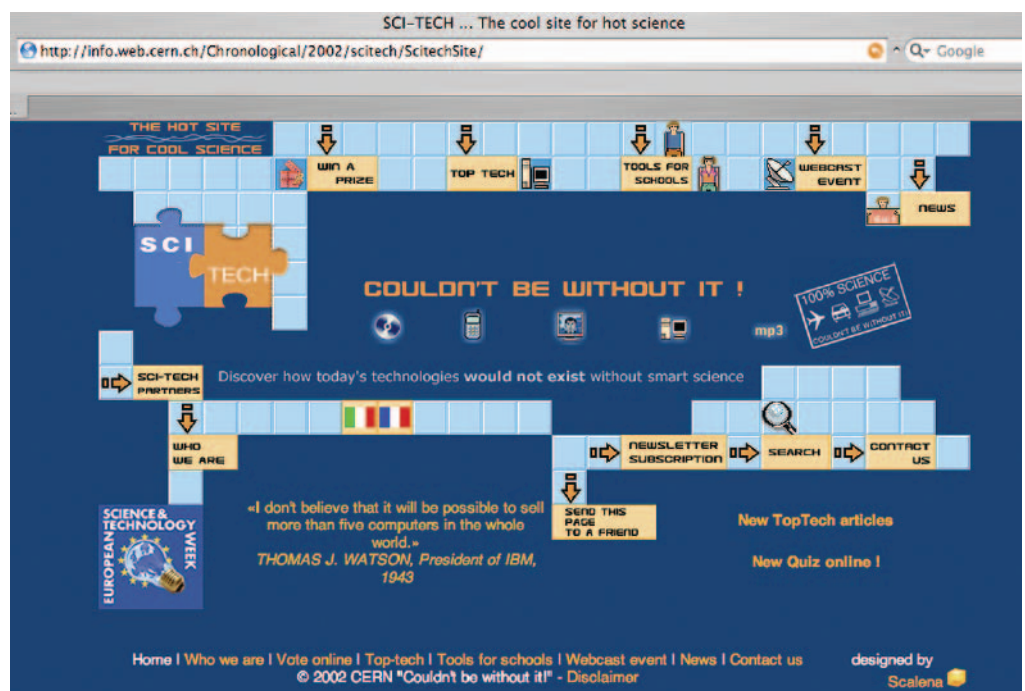 SCI-TECH ... The cool site for hot science
http://info.web.cern.ch/Chronological/2002/scitech/ScitechSite/
Google
THE HOT SITE
FOR COOL SCIENCE
WIN A
PRIZE
TOP TECH
TOOLS FOR
SCHOOLS
WEBCAST
EVENT
NEWS
SCI
TECH
COULDN'T BE WITHOUT IT !
mp3
100% SCIENCE
COULDN'T BE WITHOUT IT!
SCI-TECH
PARTNERS
Discover how today's technologies would not exist without smart science
WHO
WE ARE
NEWSLETTER
SUBSCRIPTION
SEARCH
CONTACT
US
SEND THIS
PAGE
TO A FRIEND
EUROPEAN
SCIENCE &
TECHNOLOGY
WEEK
«I don't believe that it will be possible to sell
more than five computers in the whole
world.»
THOMAS J. WATSON, President of IBM,
1943
New TopTech articles
New Quiz online !
Home | Who we are | Vote online | Top-tech | Tools for schools | Webcast event | News | Contact us
© 2002 CERN "Couldn't be without it!" - Disclaimor
designed by
Scalena